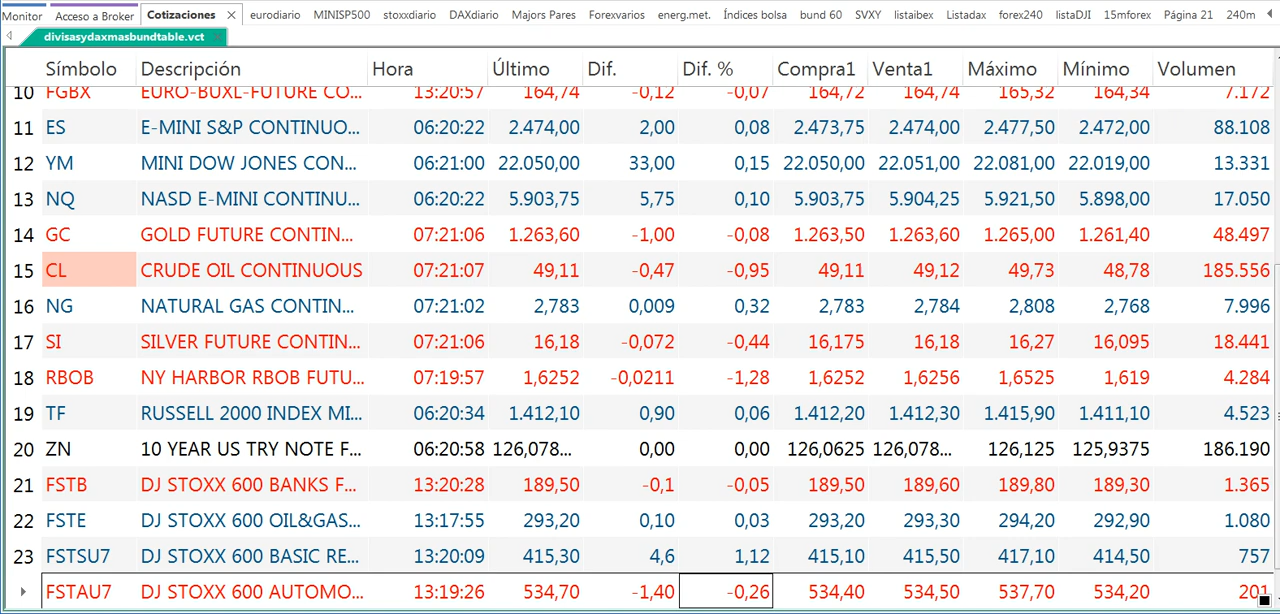 Monitor Acceso a Broker Cotizaciones eurodiario MINISP500 stoxxdiario DAXdiario Majors Pares Forexvarios energ.met. Índices bolsa bund 60 SVXY listaibex Listadax forex240 listaDJI 15mforex Página 21 240m
divisasydaxmasbundtable.vct
Símbolo Descripción Hora Último Dif. Dif. % Compra1 Venta1 Máximo Mínimo Volumen
10 FGBX EURO-BUXL-FUTURE CO... 13:20:57 164,74 -0,12 -0,07 164,72 164,74 165,32 164,34 7.172
11 ES E-MINI S&P CONTINUO... 06:20:22 2.474,00 2,00 0,08 2.473,75 2.474,00 2.477,50 2.472,00 88.108
12 YM MINI DOW JONES CON... 06:21:00 22.050,00 33,00 0,15 22.050,00 22.051,00 22.081,00 22.019,00 13.331
13 NQ NASD E-MINI CONTINU... 06:20:22 5.903,75 5,75 0,10 5.903,75 5.904,25 5.921,50 5.898,00 17.050
14 GC GOLD FUTURE CONTIN... 07:21:06 1.263,60 -1,00 -0,08 1.263,50 1.263,60 1.265,00 1.261,40 48.497
15 CL CRUDE OIL CONTINUOUS 07:21:07 49,11 -0,47 -0,95 49,11 49,12 49,73 48,78 185.556
16 NG NATURAL GAS CONTIN... 07:21:02 2,783 0,009 0,32 2,783 2,784 2,808 2,768 7.996
17 SI SILVER FUTURE CONTIN... 07:21:06 16,18 -0,072 -0,44 16,175 16,18 16,27 16,095 18.441
18 RBOB NY HARBOR RBOB FUTU... 07:19:57 1,6252 -0,0211 -1,28 1,6252 1,6256 1,6525 1,619 4.284
19 TF RUSSELL 2000 INDEX MI... 06:20:34 1.412,10 0,90 0,06 1.412,20 1.412,30 1.415,90 1.411,10 4.523
20 ZN 10 YEAR US TRY NOTE F... 06:20:58 126,078... 0,00 0,00 126,0625 126,078... 126,125 125,9375 186.190
21 FSTB DJ STOXX 600 BANKS F... 13:20:28 189,50 -0,1 -0,05 189,50 189,60 189,80 189,30 1.365
22 FSTE DJ STOXX 600 OIL&GAS... 13:17:55 293,20 0,10 0,03 293,20 293,30 294,20 292,90 1.080
23 FSTSU7 DJ STOXX 600 BASIC RE... 13:20:09 415,30 4,6 1,12 415,10 415,50 417,10 414,50 757
FSTAU7 DJ STOXX 600 AUTOMO... 13:19:26 534,70 -1,40 -0,26 534,40 534,80 537,70 534,20 201